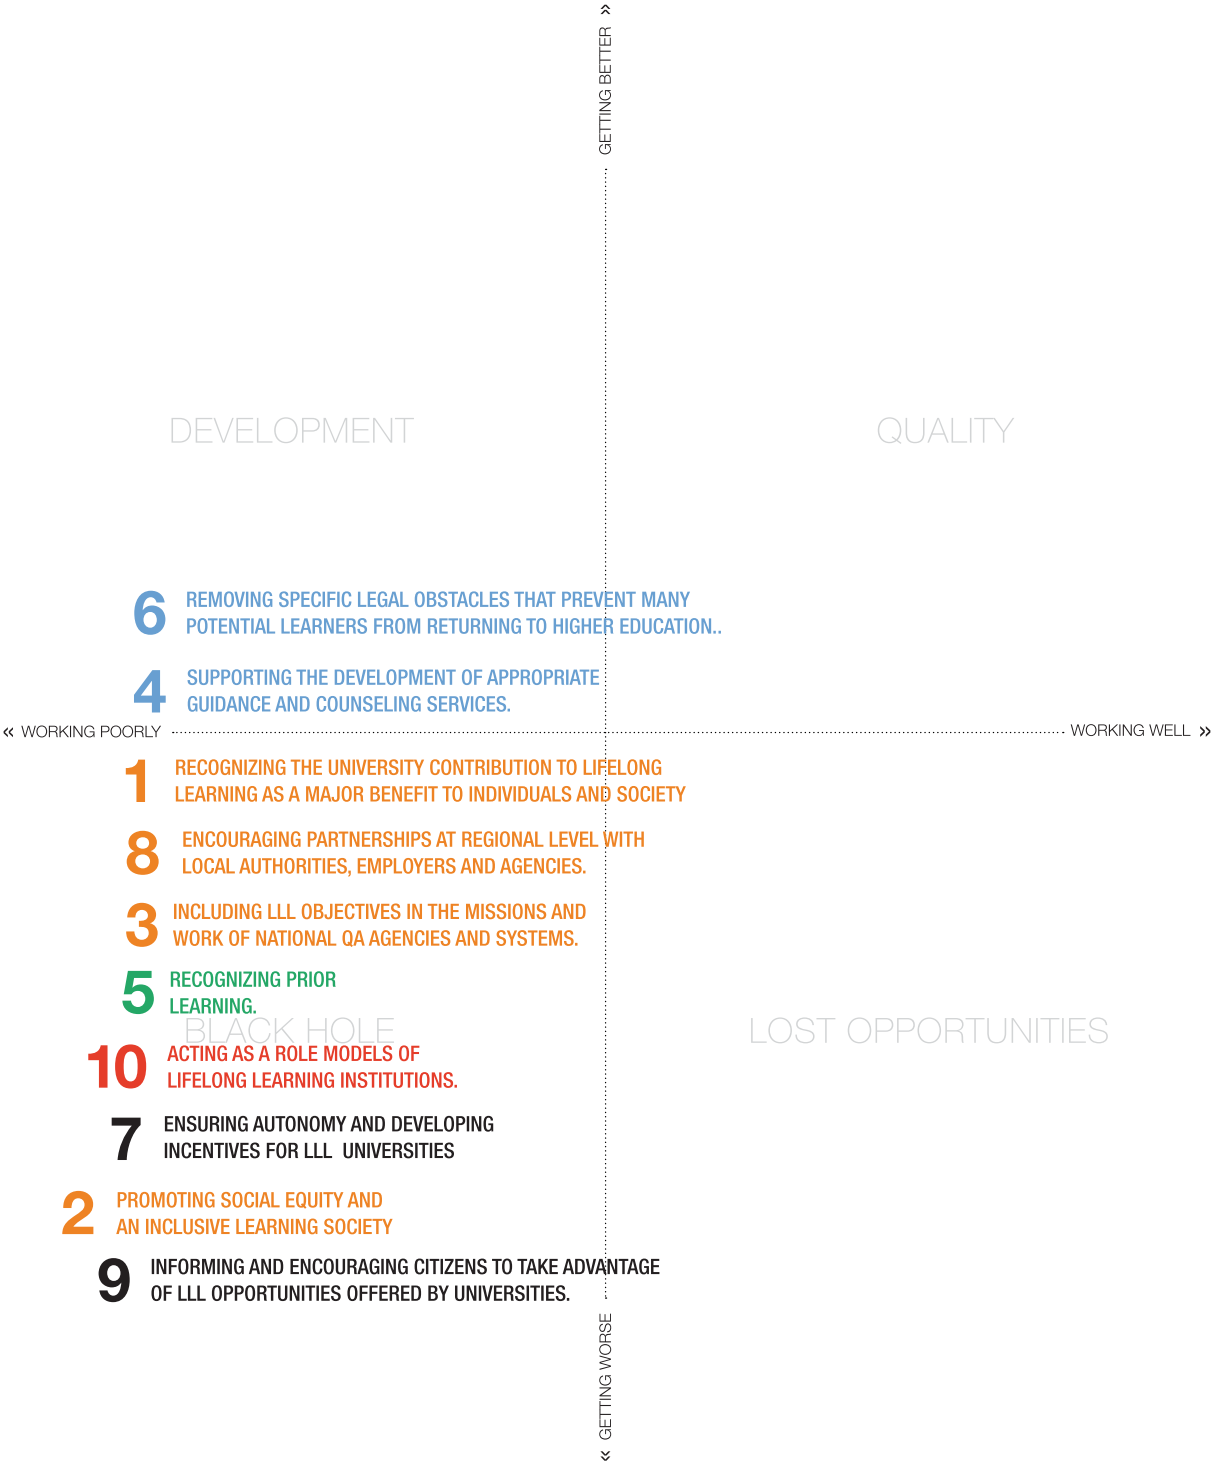 GETTING BETTER »
DEVELOPMENT
QUALITY
6 REMOVING SPECIFIC LEGAL OBSTACLES THAT PREVENT MANY
POTENTIAL LEARNERS FROM RETURNING TO HIGHER EDUCATION..
4 SUPPORTING THE DEVELOPMENT OF APPROPRIATE
GUIDANCE AND COUNSELING SERVICES.
« WORKING POORLY
WORKING WELL »
1 RECOGNIZING THE UNIVERSITY CONTRIBUTION TO LIFELONG
LEARNING AS A MAJOR BENEFIT TO INDIVIDUALS AND SOCIETY
8 ENCOURAGING PARTNERSHIPS AT REGIONAL LEVEL WITH
LOCAL AUTHORITIES, EMPLOYERS AND AGENCIES.
3 INCLUDING LLL OBJECTIVES IN THE MISSIONS AND
WORK OF NATIONAL QA AGENCIES AND SYSTEMS.
5 RECOGNIZING PRIOR
LEARNING.
BLACK HOLE
LOST OPPORTUNITIES
10 ACTING AS A ROLE MODELS OF
LIFELONG LEARNING INSTITUTIONS.
7 ENSURING AUTONOMY AND DEVELOPING
INCENTIVES FOR LLL UNIVERSITIES
2 PROMOTING SOCIAL EQUITY AND
AN INCLUSIVE LEARNING SOCIETY
9 INFORMING AND ENCOURAGING CITIZENS TO TAKE ADVANTAGE
OF LLL OPPORTUNITIES OFFERED BY UNIVERSITIES.
« GETTING WORSE